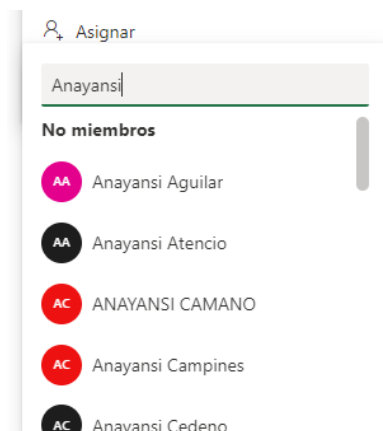 Asignar
Anayansi
No miembros
AA Anayansi Aguilar
AA Anayansi Atencio
AC ANAYANSI CAMANO
AC Anayansi Campines
AC Anayansi Cedeno